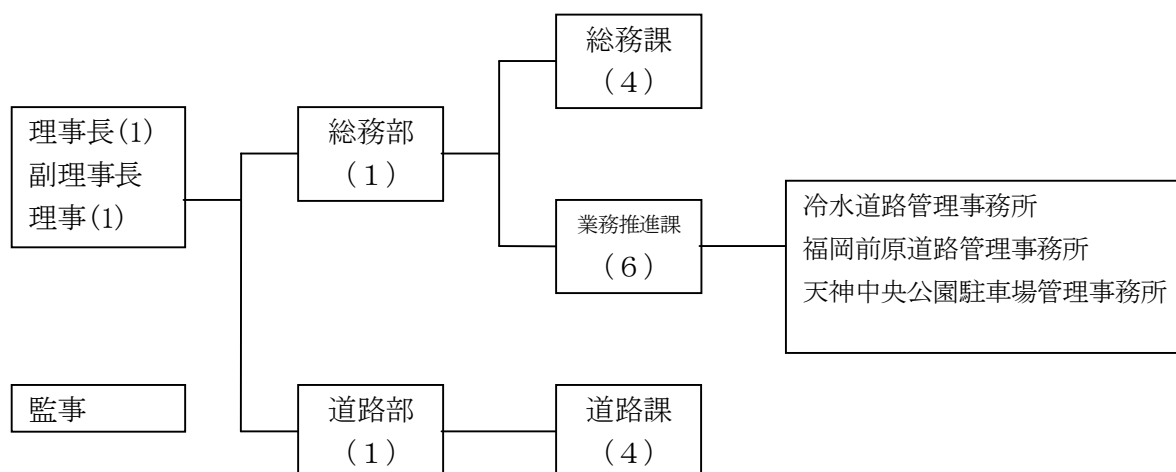 総務課
（４）
理事長(1)
副理事長
理事(1)
総務部
（１）
業務推進課
（６）
冷水道路管理事務所
福岡前原道路管理事務所
天神中央公園駐車場管理事務所
監事
道路部
（１）
道路課
（４）